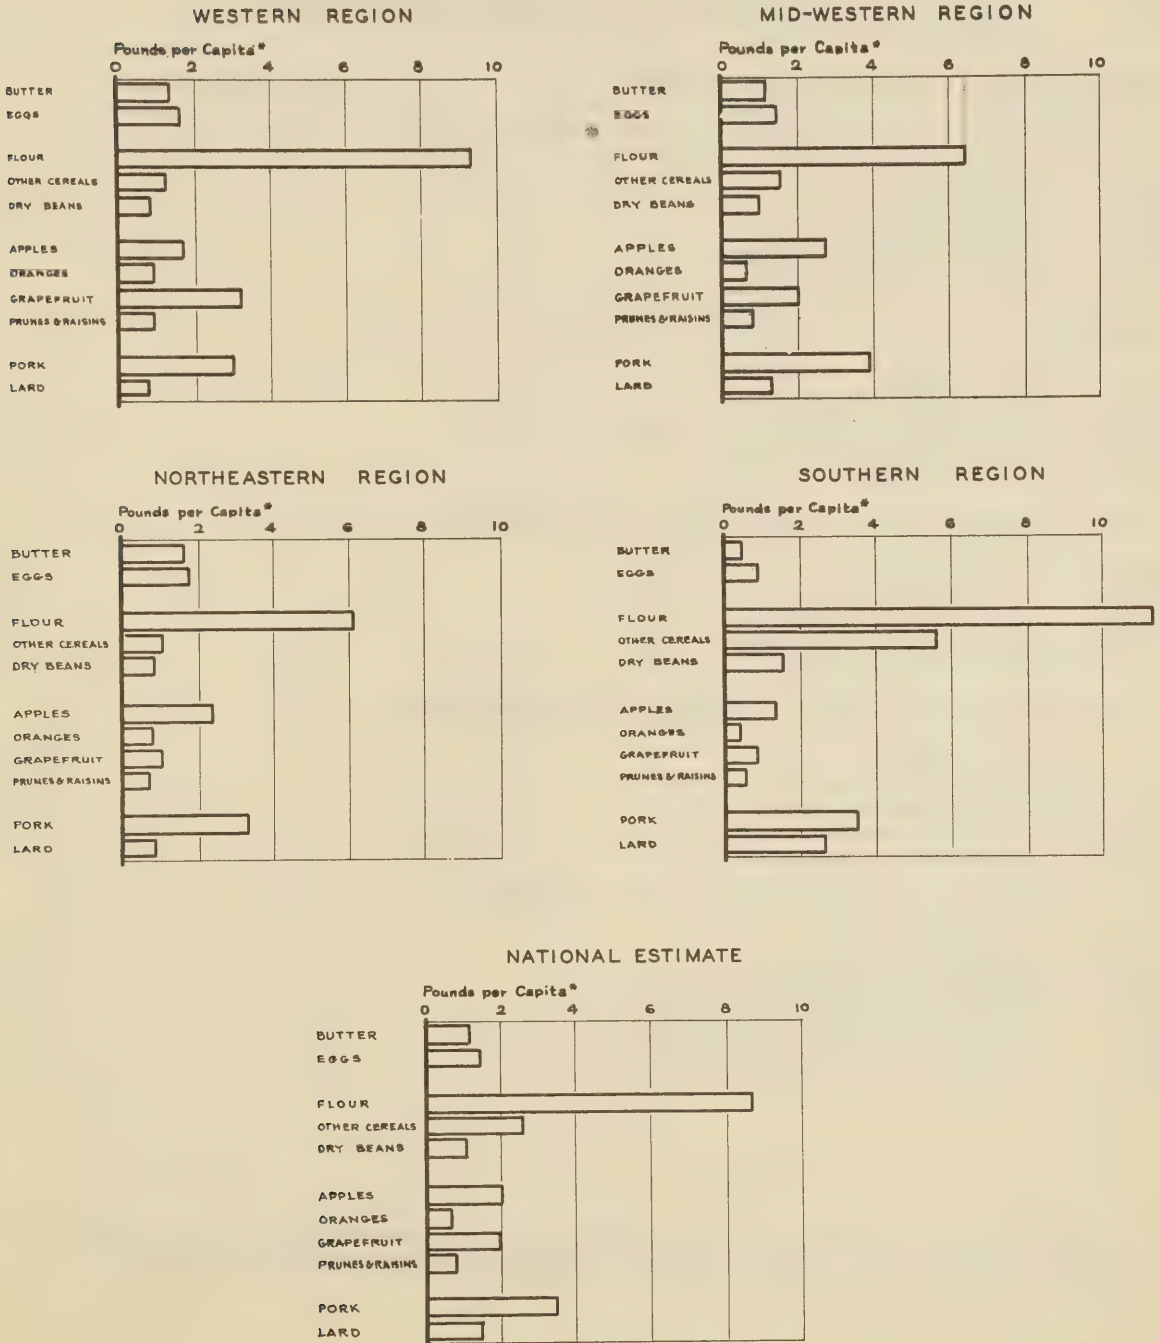 WESTERN REGION
Pounds per Capita*
0 2 4 6 8 10
BUTTER
EGGS
FLOUR
OTHER CEREALS
DRY BEANS
APPLES
ORANGES
GRAPEFRUIT
PRUNES & RAISINS
PORK
LARD
MID-WESTERN REGION
Pounds per Capita*
0 2 4 6 8 10
BUTTER
EGGS
FLOUR
OTHER CEREALS
DRY BEANS
APPLES
ORANGES
GRAPEFRUIT
PRUNES & RAISINS
PORK
LARD
NORTHEASTERN REGION
Pounds per Capita*
0 2 4 6 8 10
BUTTER
EGGS
FLOUR
OTHER CEREALS
DRY BEANS
APPLES
ORANGES
GRAPEFRUIT
PRUNES & RAISINS
PORK
LARD
SOUTHERN REGION
Pounds per Capita*
0 2 4 6 8 10
BUTTER
EGGS
FLOUR
OTHER CEREALS
DRY BEANS
APPLES
ORANGES
GRAPEFRUIT
PRUNES & RAISINS
PORK
LARD
NATIONAL ESTIMATE
Pounds per Capita*
0 2 4 6 8 10
BUTTER
EGGS
FLOUR
OTHER CEREALS
DRY BEANS
APPLES
ORANGES
GRAPEFRUIT
PRUNES & RAISINS
PORK
LARD